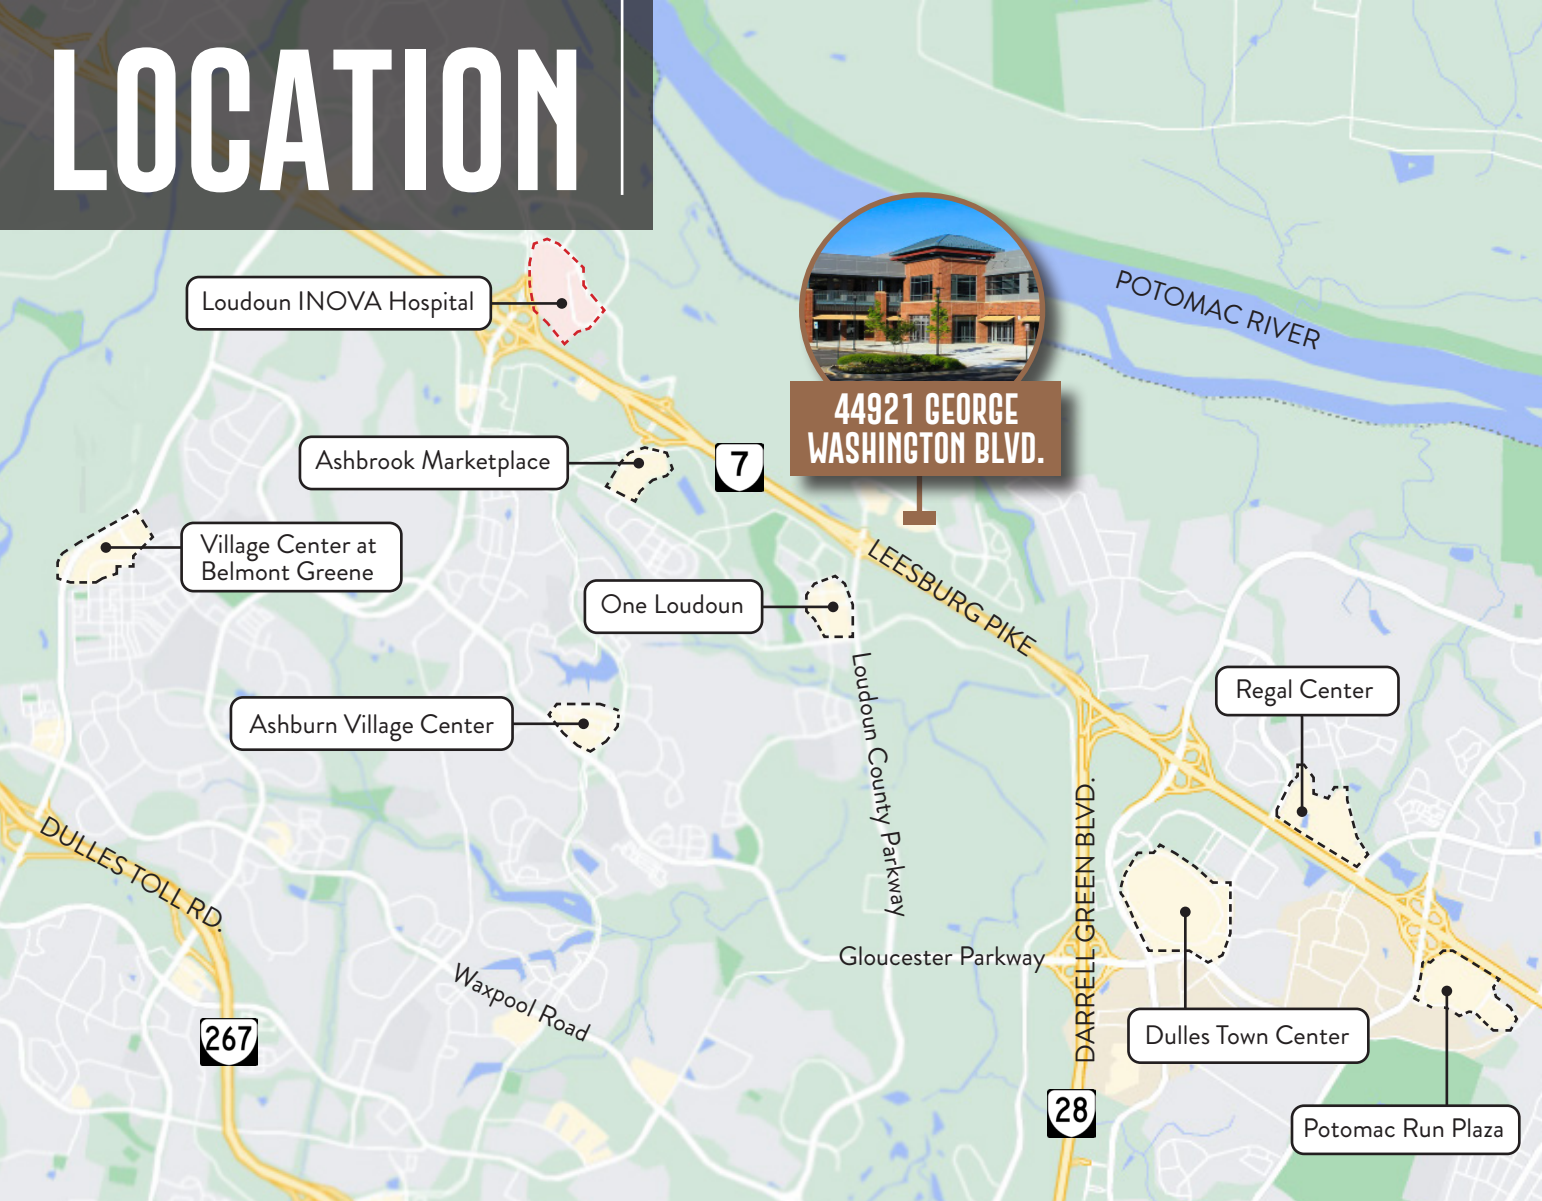 LOCATION
Loudoun INOVA Hospital
POTOMAC RIVER
44921 GEORGE
WASHINGTON BLVD.
Ashbrook Marketplace
7
Village Center at
Belmont Greene
LEESBURG PIKE
One Loudoun
Loudoun County Parkway
Regal Center
Ashburn Village Center
DULLES TOLL RD.
DARRELL GREEN BLVD.
Gloucester Parkway
Waxpool Road
267
Dulles Town Center
28
Potomac Run Plaza